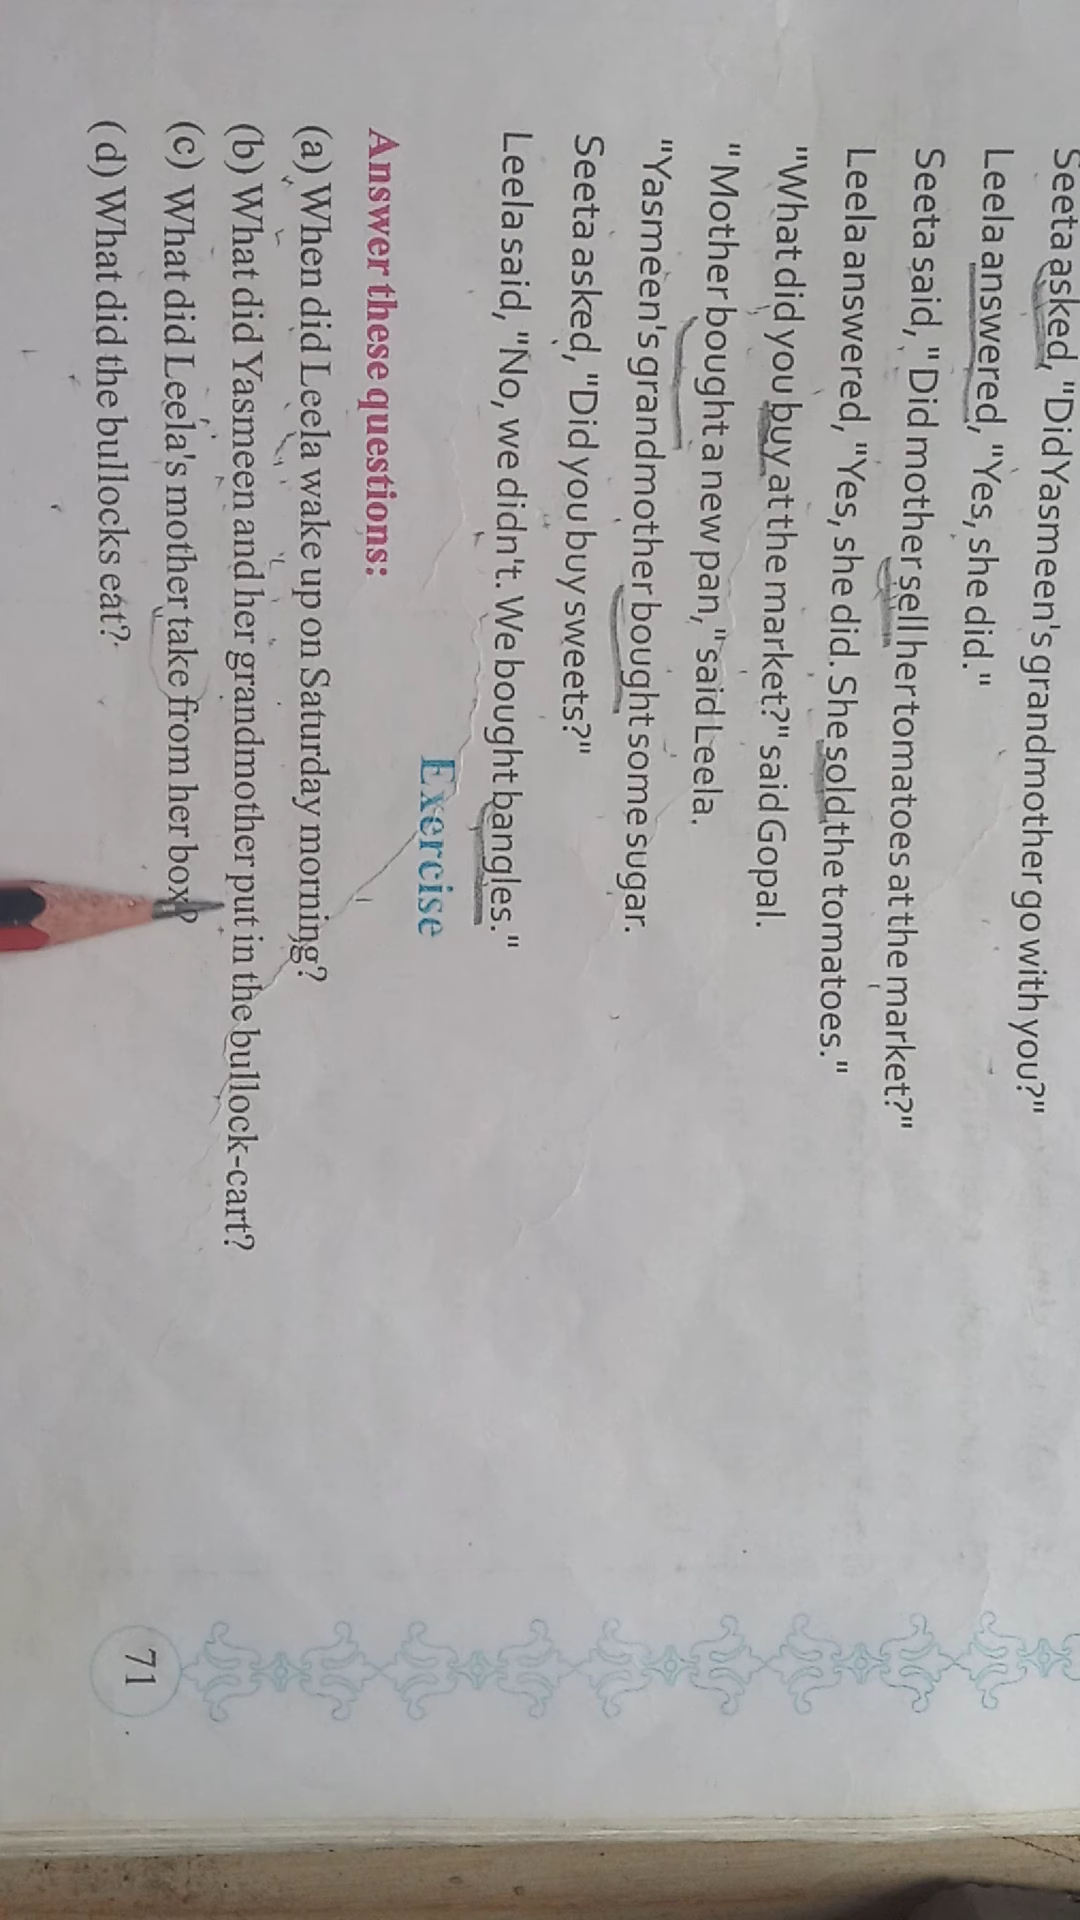 Seeta asked, "Did Yasmeen's grandmother go with you?"
Leela answered, "Yes, she did."
Seeta said, "Did mother sell her tomatoes at the market?"
Leela answered, "Yes, she did. She sold the tomatoes."
"What did you buy at the market?" said Gopal.
"Mother bought a new pan," said Leela.
"Yasmeen's grandmother bought some sugar.
Seeta asked, "Did you buy sweets?"
Leela said, "No, we didn't. We bought bangles."
Exercise
Answer these questions:
(a) When did Leela wake up on Saturday morning?
(b) What did Yasmeen and her grandmother put in the bullock-cart?
(c) What did Leela's mother take from her box?
(d) What did the bullocks eat?
71